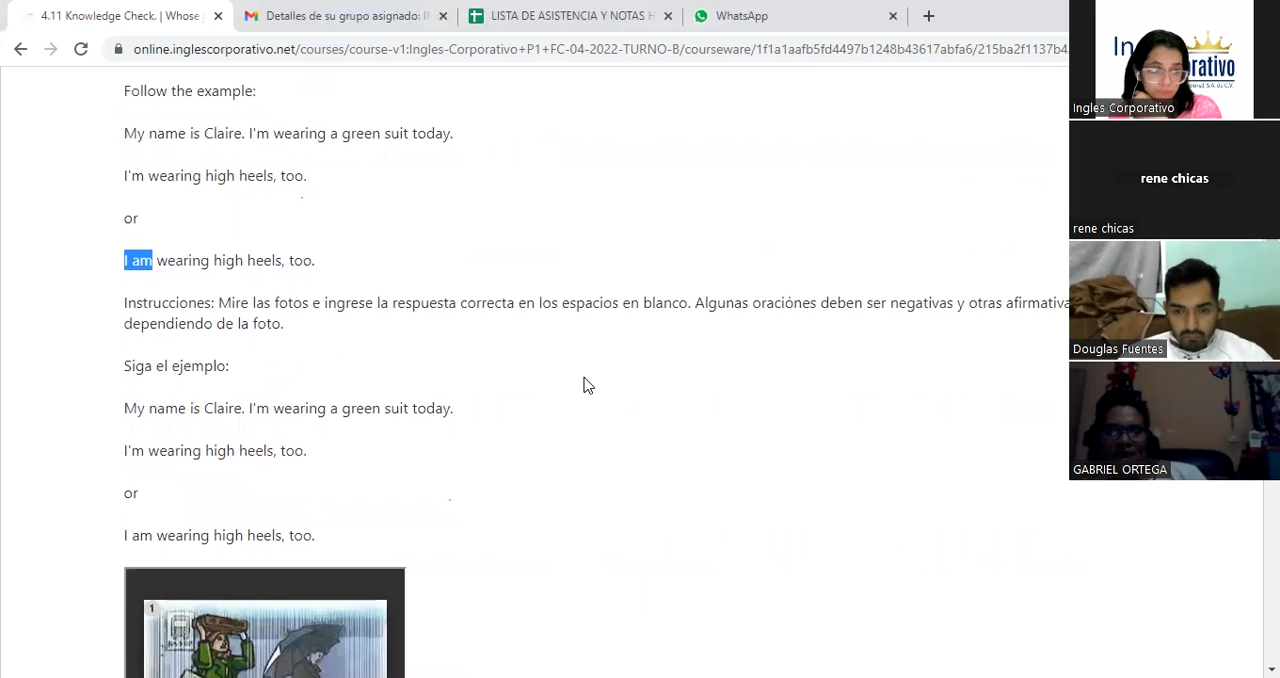 4.11 Knowledge Check. | Whose J
Detalles de su grupo asignado: IN
LISTA DE ASISTENCIA Y NOTAS H
WhatsApp
online.inglescorporativo.net/courses/course-v1:Ingles-Corporativo+P1+FC-04-2022-TURNO-B/courseware/1f1a1aafb5fd4497b1248b43617abfa6/215ba2f1137b4
Follow the example:
My name is Claire. I'm wearing a green suit today.
I'm wearing high heels, too.
or
I am wearing high heels, too.
Instrucciones: Mire las fotos e ingrese la respuesta correcta en los espacios en blanco. Algunas oraciónes deben ser negativas y otras afirmativa
dependiendo de la foto.
Siga el ejemplo:
My name is Claire. I'm wearing a green suit today.
I'm wearing high heels, too.
or
I am wearing high heels, too.
1
Ingles Corporativo
rene chicas
rene chicas
Douglas Fuentes
GABRIEL ORTEGA